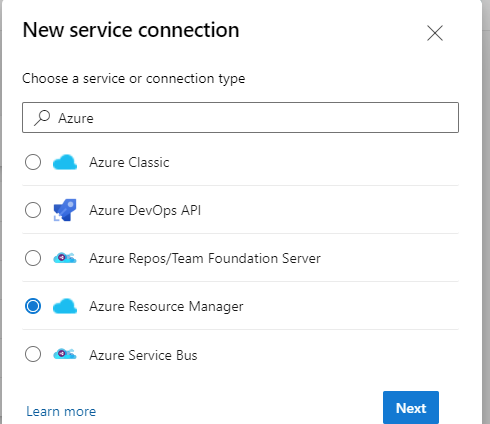 New service connection
Choose a service or connection type
Azure
Azure Classic
Azure DevOps API
Azure Repos/Team Foundation Server
Azure Resource Manager
Azure Service Bus
Learn more
Next